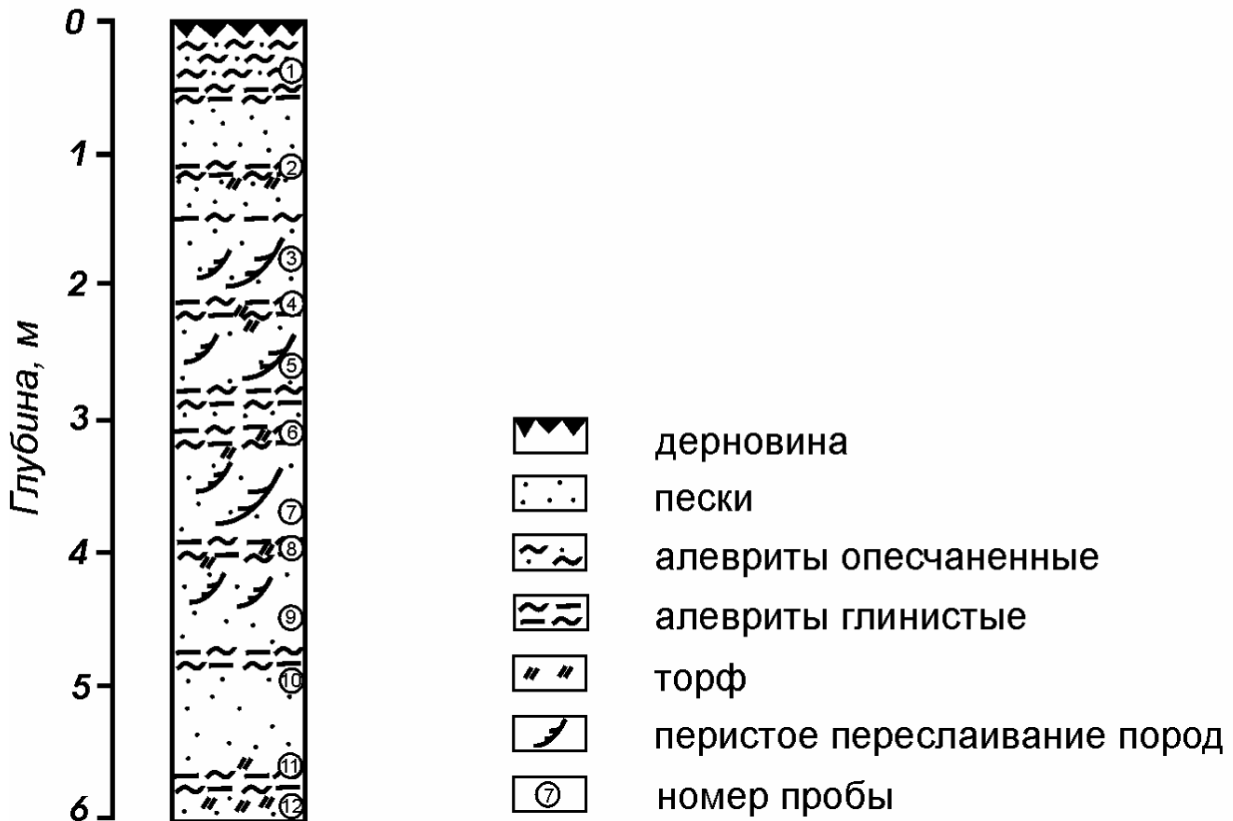 Глубина, м
0
1
2
3
4
5
6
1
2
3
4
5
6
7
8
9
10
11
12
дерновина
пески
алевриты опесчаненные
алевриты глинистые
торф
перистое переслаивание пород
7
номер пробы